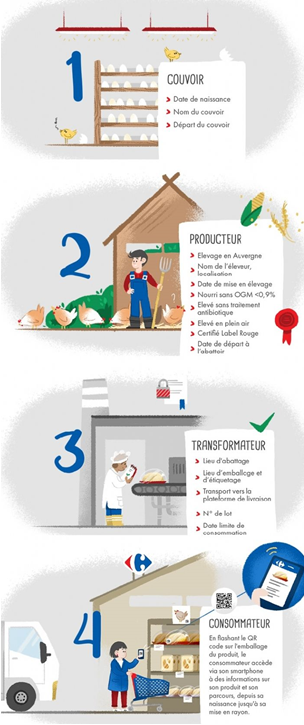 1
COUVOIR
Date de naissance
Nom du couvoir
Départ du couvoir
2
PRODUCTEUR
Elevage en Auvergne
Nom de l'éleveur,
localisation
Date de mise en élevage
Nourri sans OGM <0,9%
Elevé sans traitement
antibiotique
Elevé en plein air
Certifié Label Rouge
Date de départ à
l'abattoir
3
TRANSFORMATEUR
Lieu d'abattage
Lieu d'emballage et
d'étiquetage
Transport vers la
plateforme de livraison
N° de lot
Date limite de
consommation
4
CONSOMMATEUR
En flashant le QR
code sur l'emballage
du produit, le
consommateur accède
via son smartphone
à des informations sur
son produit et son
parcours, depuis sa
naissance jusqu'à sa
mise en rayon.